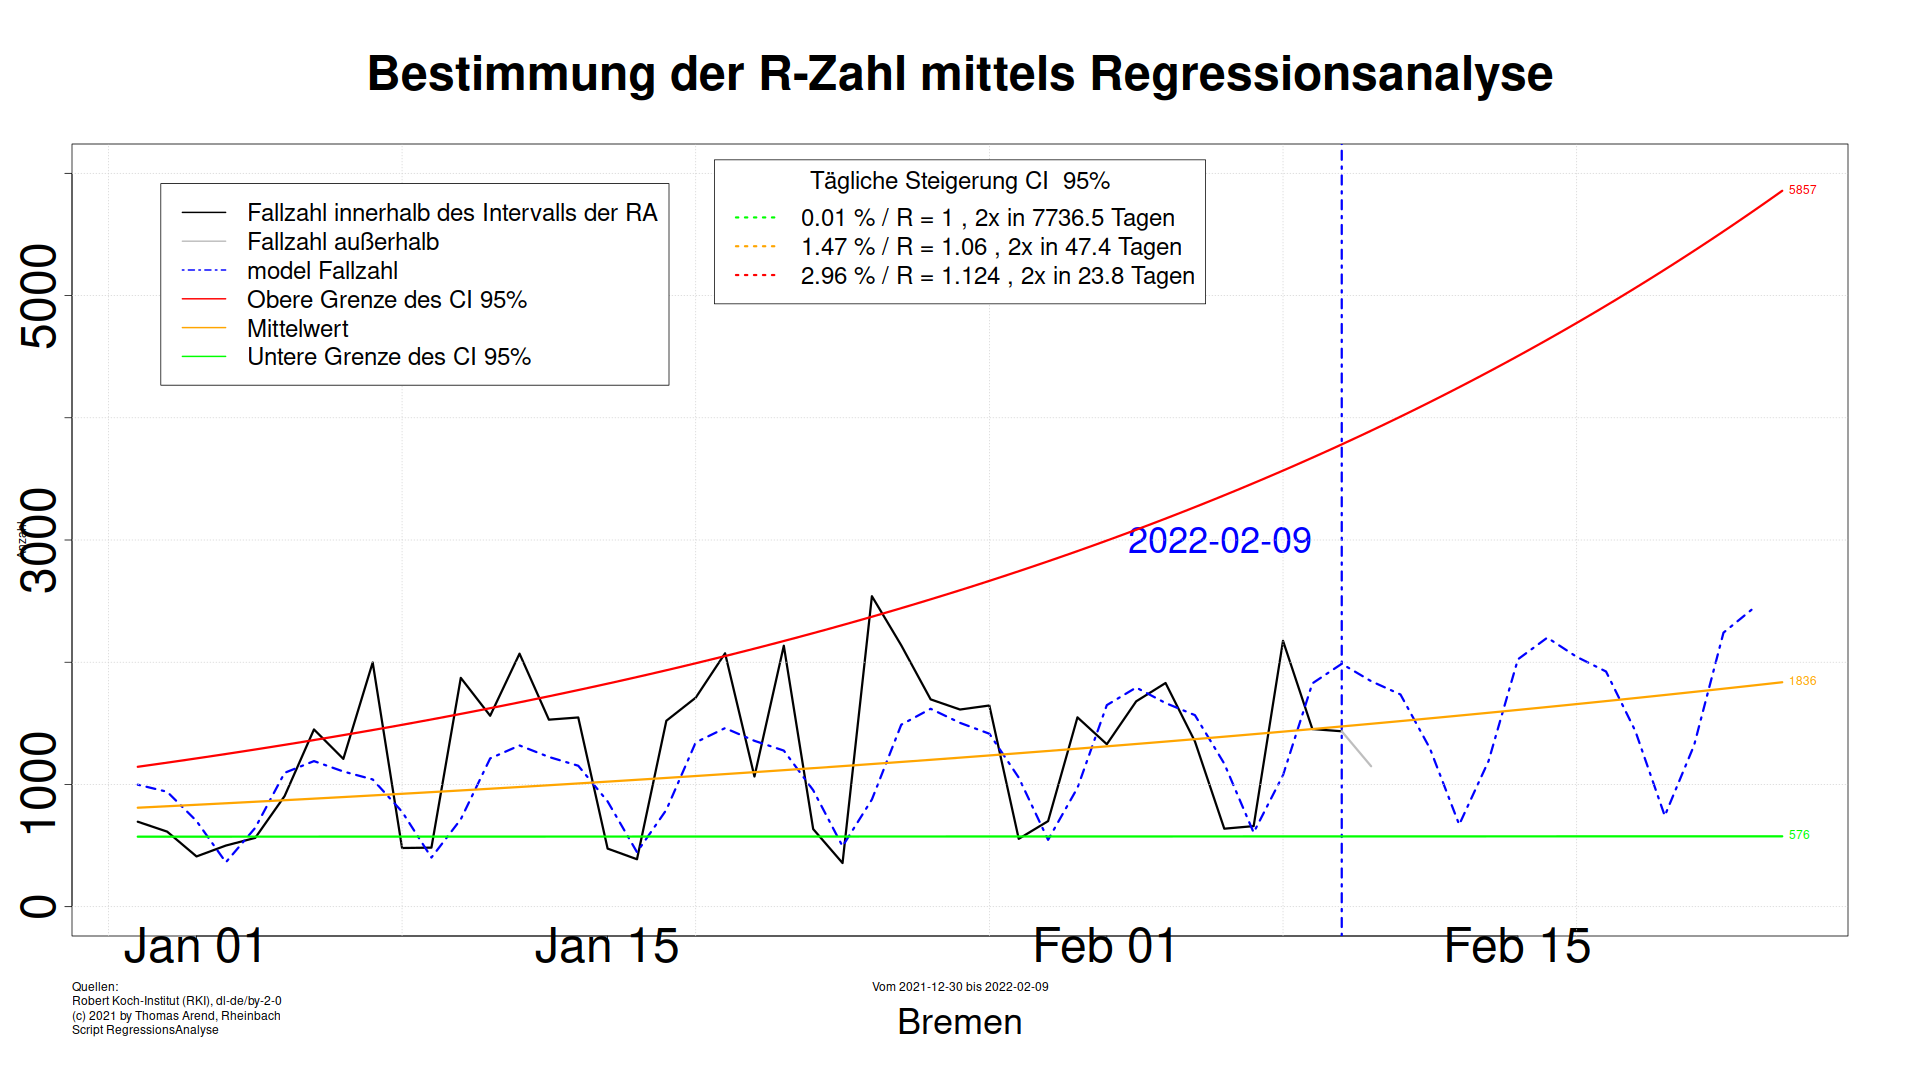 Bestimmung der R-Zahl mittels Regressionsanalyse
Fallzahl innerhalb des Intervalls der RA
Fallzahl außerhalb
model Fallzahl
Obere Grenze des CI 95%
Mittelwert
Untere Grenze des CI 95%
Tägliche Steigerung CI 95%
0.01 % / R = 1 , 2x in 7736.5 Tagen
1.47 % / R = 1.06 , 2x in 47.4 Tagen
2.96 % / R = 1.124 , 2x in 23.8 Tagen
5857
1836
576
2022-02-09
5000
3000
1000
0
Anzahl
Jan 01
Jan 15
Feb 01
Feb 15
Quellen:
Robert Koch-Institut (RKI), dl-de/by-2-0
(c) 2021 by Thomas Arend, Rheinbach
Script RegressionsAnalyse
Vom 2021-12-30 bis 2022-02-09
Bremen